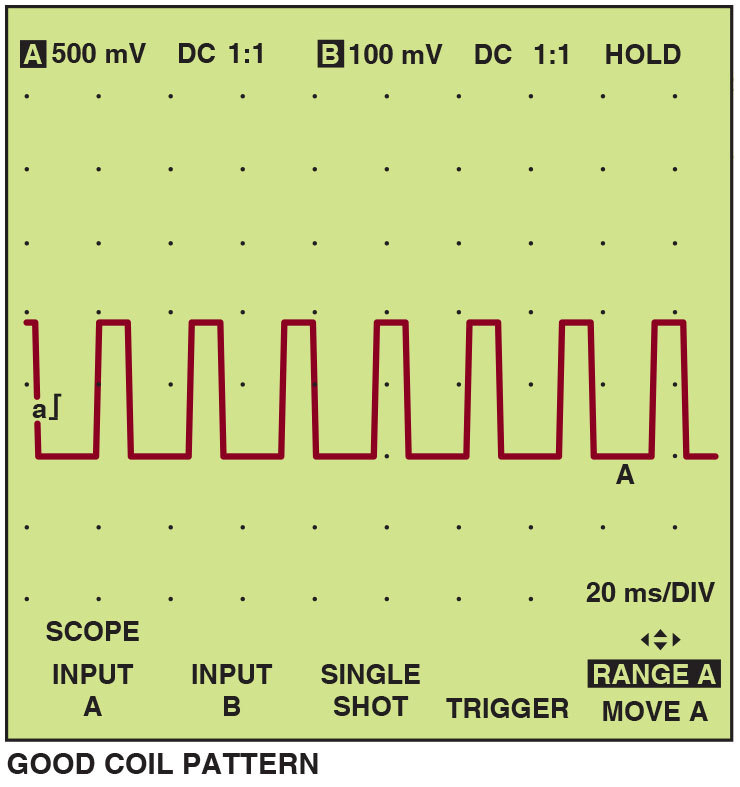 A 500 mV DC 1:1 B 100 mV DC 1:1 HOLD
a
A
20 ms/DIV
SCOPE
INPUT A
INPUT B
SINGLE SHOT
TRIGGER
RANGE A
MOVE A
GOOD COIL PATTERN